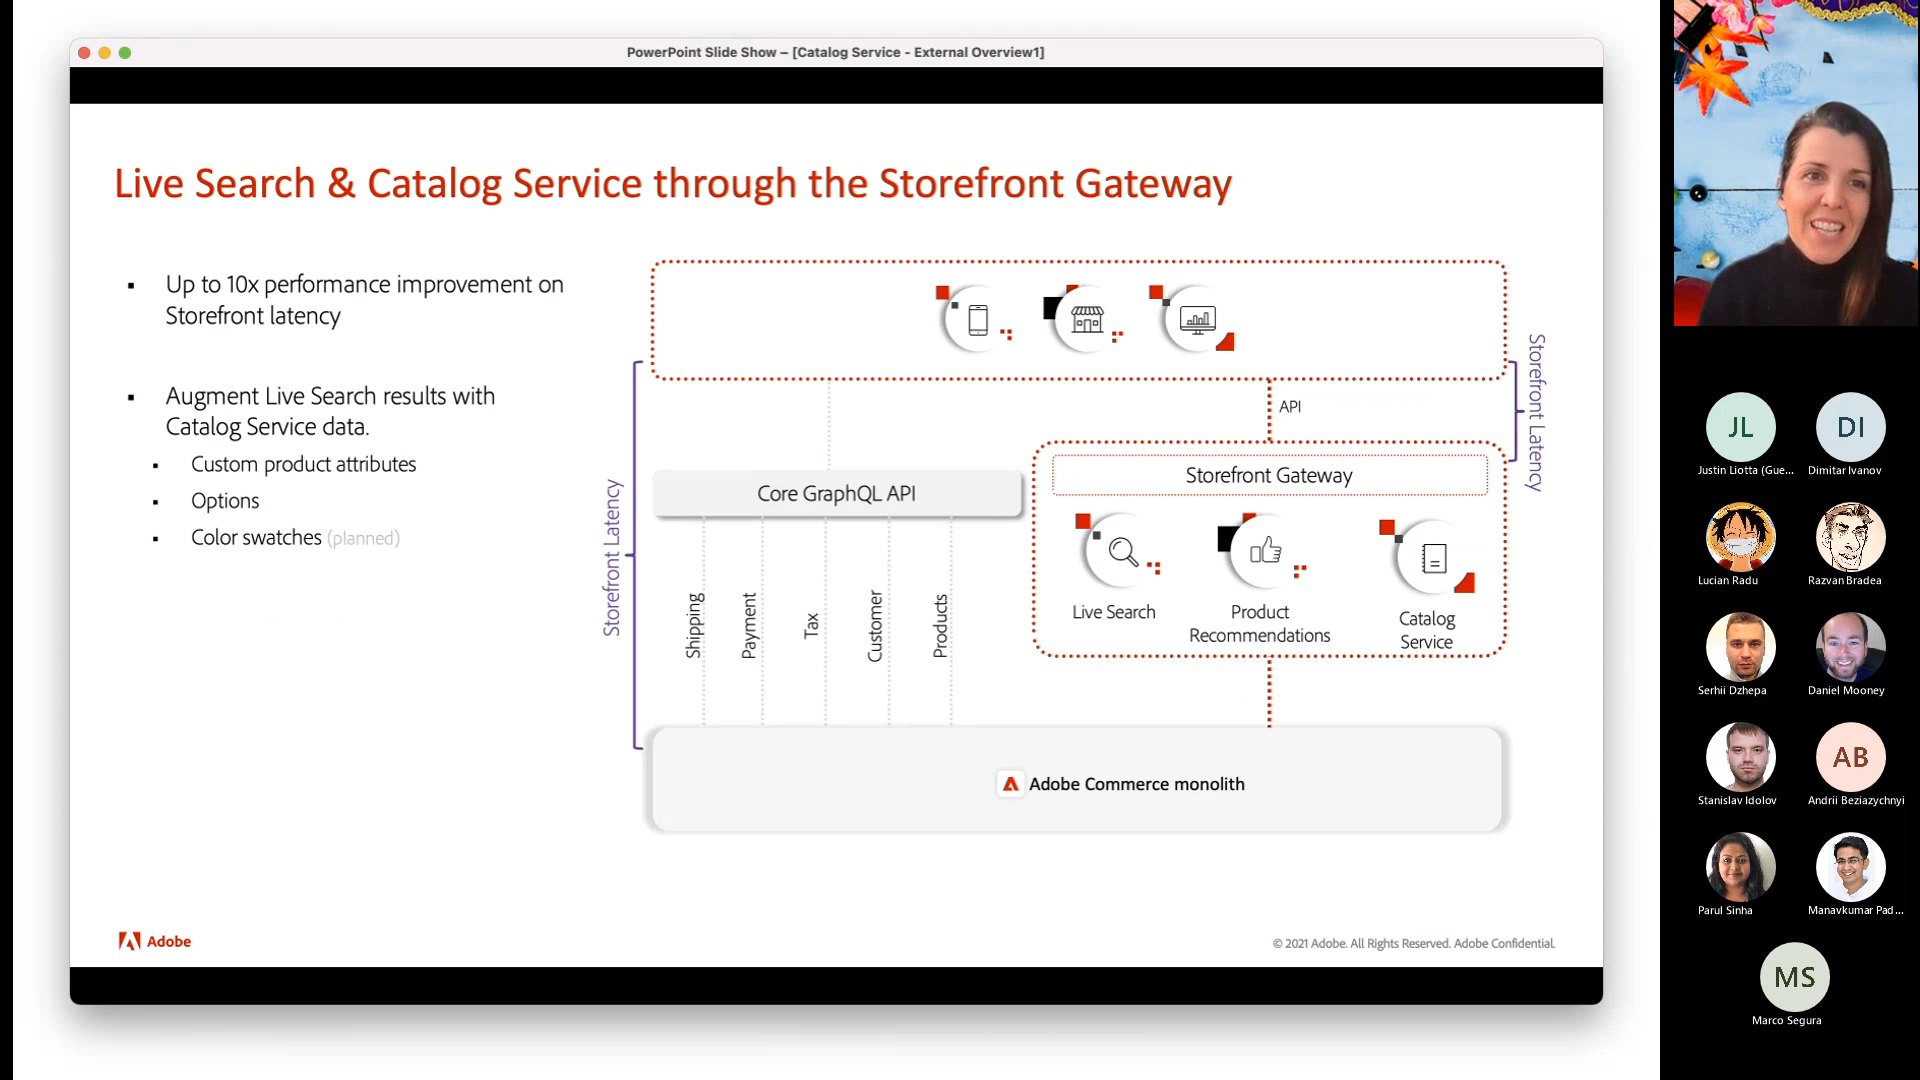 PowerPoint Slide Show – [Catalog Service - External Overview1]
Live Search & Catalog Service through the Storefront Gateway
▪ Up to 10x performance improvement on
Storefront latency
▪ Augment Live Search results with
Catalog Service data.
▪ Custom product attributes
▪ Options
▪ Color swatches (planned)
API
Storefront Latency
Storefront Latency
Core GraphQL API
Storefront Gateway
Shipping
Payment
Tax
Customer
Products
Live Search
Product
Recommendations
Catalog
Service
Adobe Commerce monolith
Adobe
© 2021 Adobe. All Rights Reserved. Adobe Confidential.
JL
Justin Liotta (Gue...
DI
Dimitar Ivanov
Lucian Radu
Razvan Bradea
Serhii Dzhepa
Daniel Mooney
Stanislav Idolov
AB
Andrii Beziazychnyi
Parul Sinha
Manavkumar Pad...
MS
Marco Segura